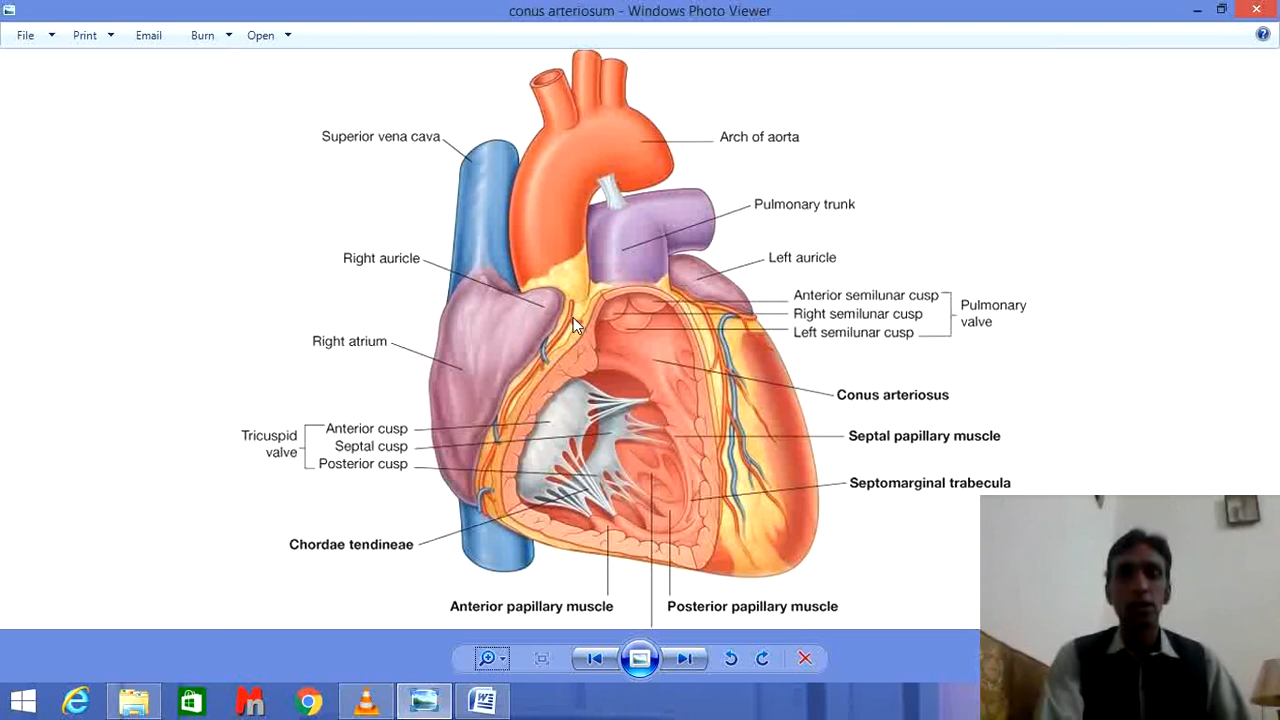 conus arteriosum - Windows Photo Viewer
File Print Email Burn Open
Superior vena cava
Arch of aorta
Pulmonary trunk
Right auricle
Left auricle
Anterior semilunar cusp
Right semilunar cusp
Left semilunar cusp
Pulmonary
valve
Right atrium
Conus arteriosus
Tricuspid
valve
Anterior cusp
Septal cusp
Posterior cusp
Septal papillary muscle
Septomarginal trabecula
Chordae tendineae
Anterior papillary muscle
Posterior papillary muscle